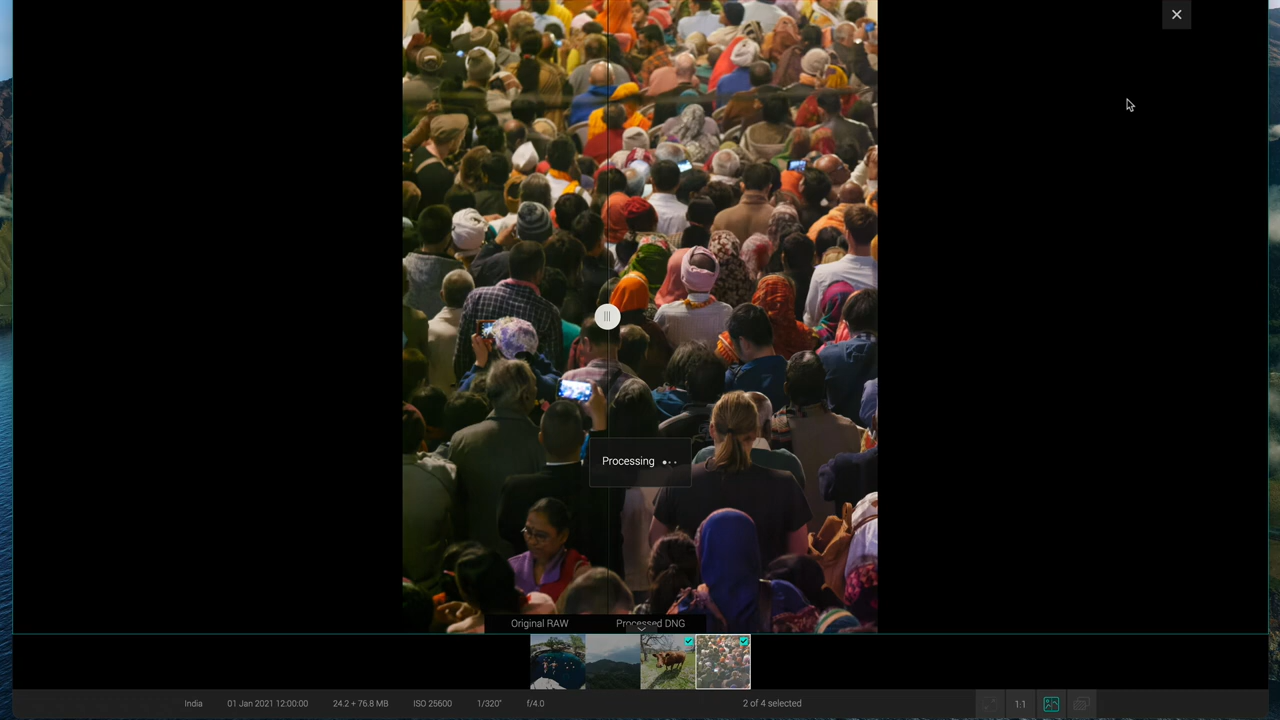 Processing
Original RAW
Processed DNG
India
01 Jan 2021 12:00:00
24.2 + 76.8 MB
ISO 25600
1/320"
f/4.0
2 of 4 selected
1:1